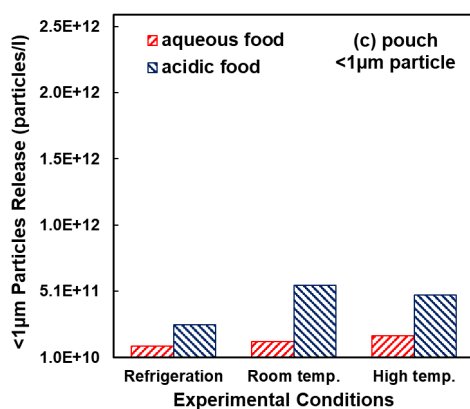 <1μm Particles Release (particles/l)
2.5E+12
2.0E+12
1.5E+12
1.0E+12
5.1E+11
1.0E+10
aqueous food
acidic food
(c) pouch
<1μm particle
Refrigeration Room temp. High temp.
Experimental Conditions